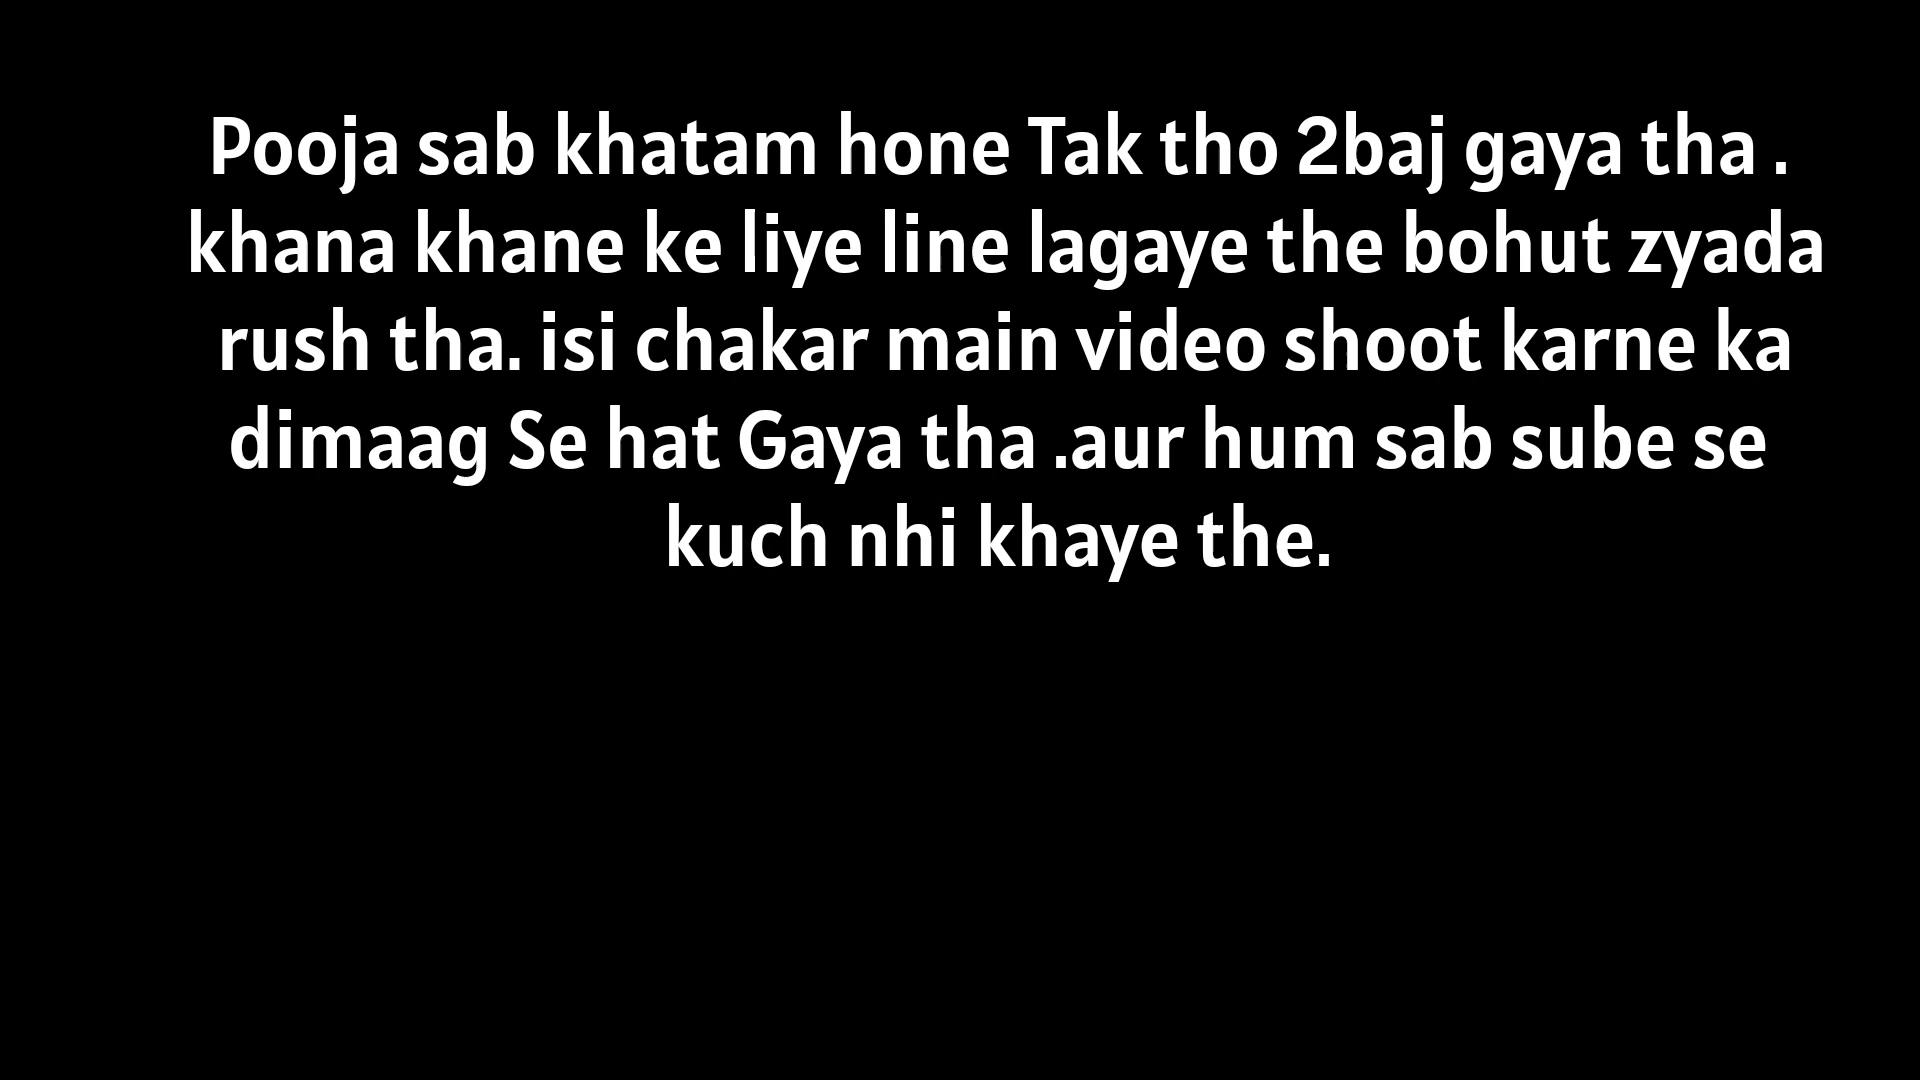 Pooja sab khatam hone Tak tho 2baj gaya tha .
khana khane ke liye line lagaye the bohut zyada
rush tha. isi chakar main video shoot karne ka
dimaag Se hat Gaya tha .aur hum sab sube se
kuch nhi khaye the.